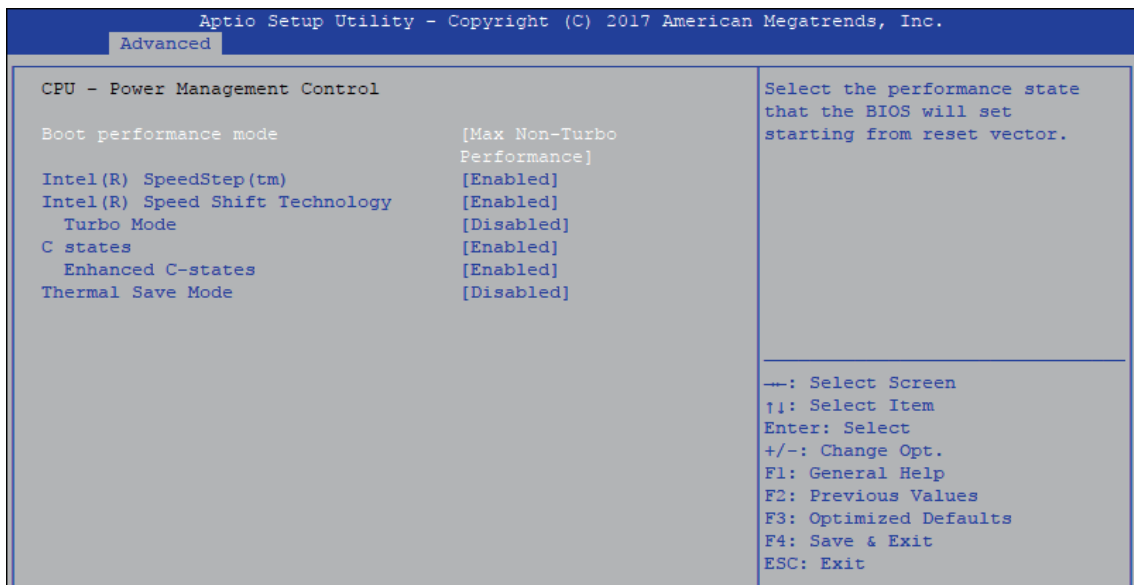 Aptio Setup Utility - Copyright (C) 2017 American Megatrends, Inc.
Advanced
CPU - Power Management Control
Boot performance mode [Max Non-Turbo
Performance]
Intel(R) SpeedStep(tm) [Enabled]
Intel(R) Speed Shift Technology [Enabled]
Turbo Mode [Disabled]
C states [Enabled]
Enhanced C-states [Enabled]
Thermal Save Mode [Disabled]
Select the performance state
that the BIOS will set
starting from reset vector.
→←: Select Screen
↑↓: Select Item
Enter: Select
+/-: Change Opt.
F1: General Help
F2: Previous Values
F3: Optimized Defaults
F4: Save & Exit
ESC: Exit